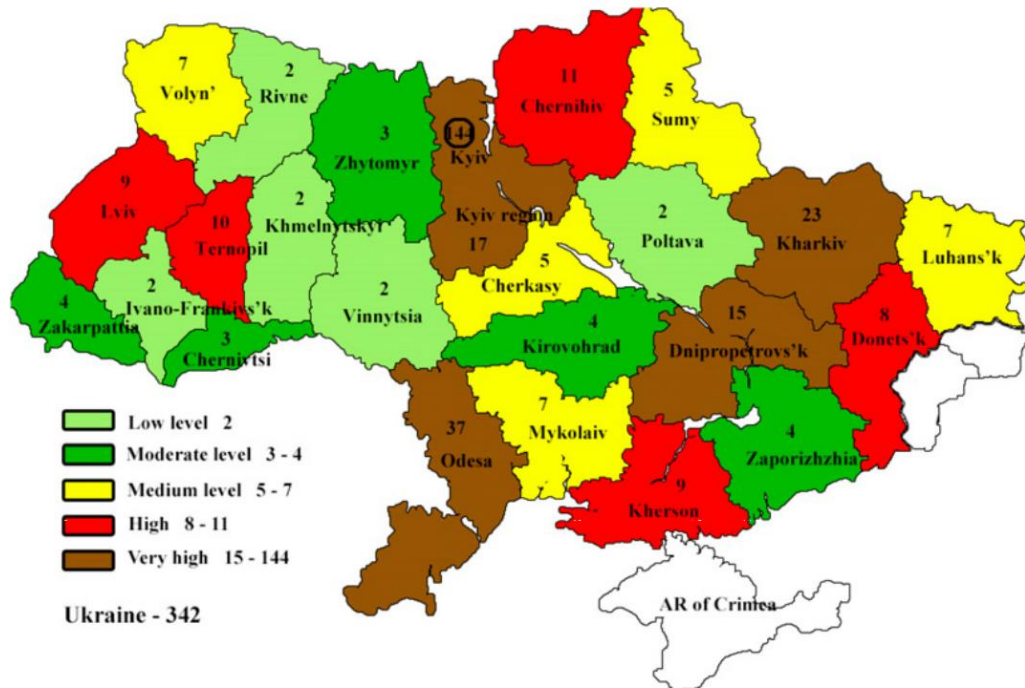 7
Volyn'
2
Rivne
3
Zhytomyr
144
Kyiv
Kyiv region
17
11
Chernihiv
5
Sumy
9
Lviv
10
Ternopil
2
Khmelnytskyi
2
Poltava
23
Kharkiv
7
Luhans'k
4
Zakarpattia
2
Ivano-Frankivs'k
3
Chernivtsi
2
Vinnytsia
5
Cherkasy
4
Kirovohrad
15
Dnipropetrovs'k
8
Donets'k
37
Odesa
7
Mykolaiv
9
Kherson
4
Zaporizhzhia
AR of Crimea
Low level 2
Moderate level 3 - 4
Medium level 5 - 7
High 8 - 11
Very high 15 - 144
Ukraine - 342